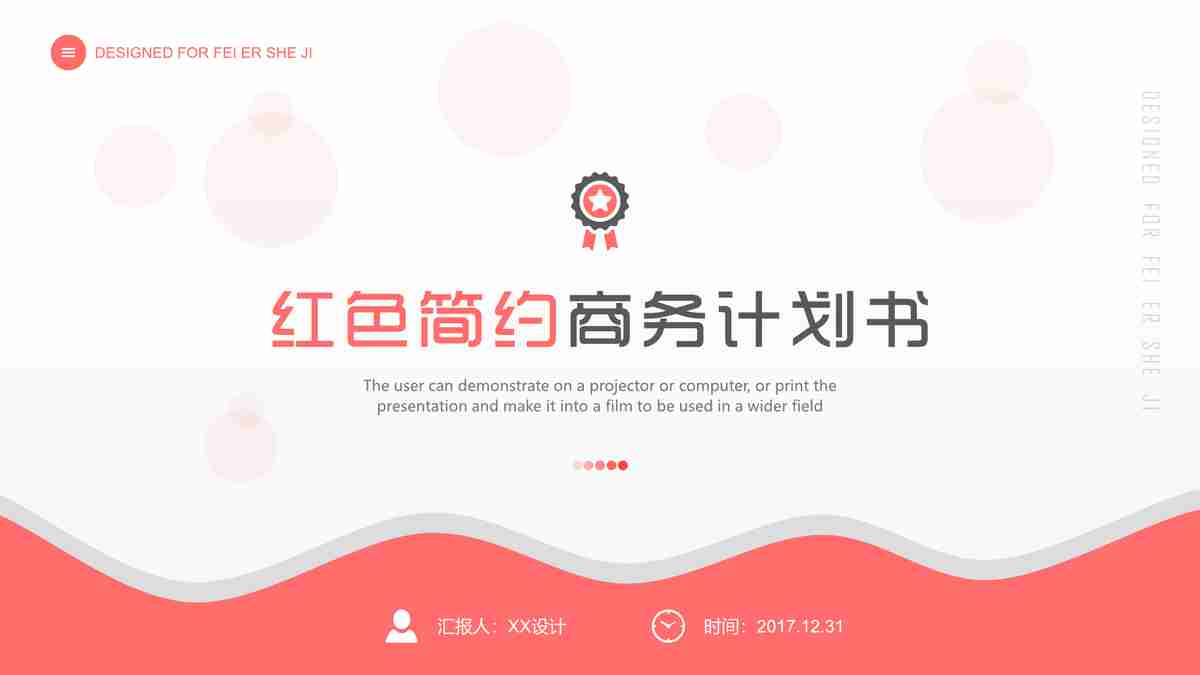 DESIGNED FOR FEI ER SHE JI
DESIGNED FOR FEI ER SHE JI
红色简约商务计划书
The user can demonstrate on a projector or computer, or print the
presentation and make it into a film to be used in a wider field
汇报人：XX设计
时间：2017.12.31